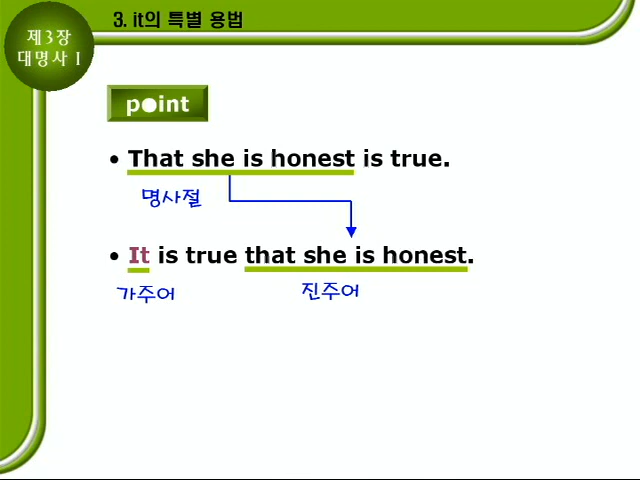 3. it의 특별 용법
제3장
대명사 I
point
• That she is honest is true.
명사절
• It is true that she is honest.
가주어 진주어